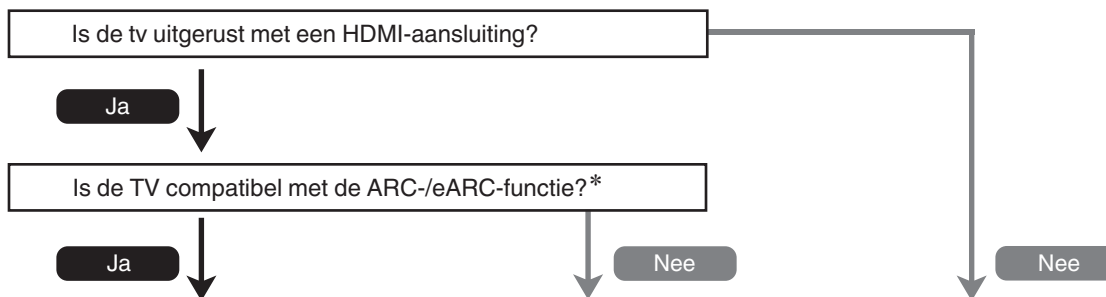 Is de tv uitgerust met een HDMI-aansluiting?
Ja
Is de TV compatibel met de ARC-/eARC-functie?*
Ja
Nee
Nee